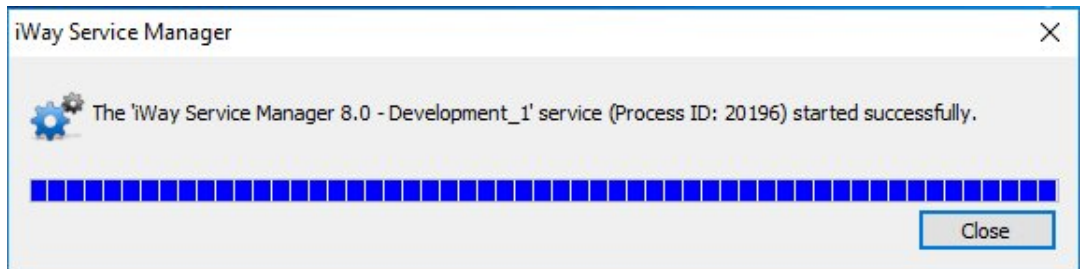 iWay Service Manager
The 'iWay Service Manager 8.0 - Development_1' service (Process ID: 20196) started successfully.
Close